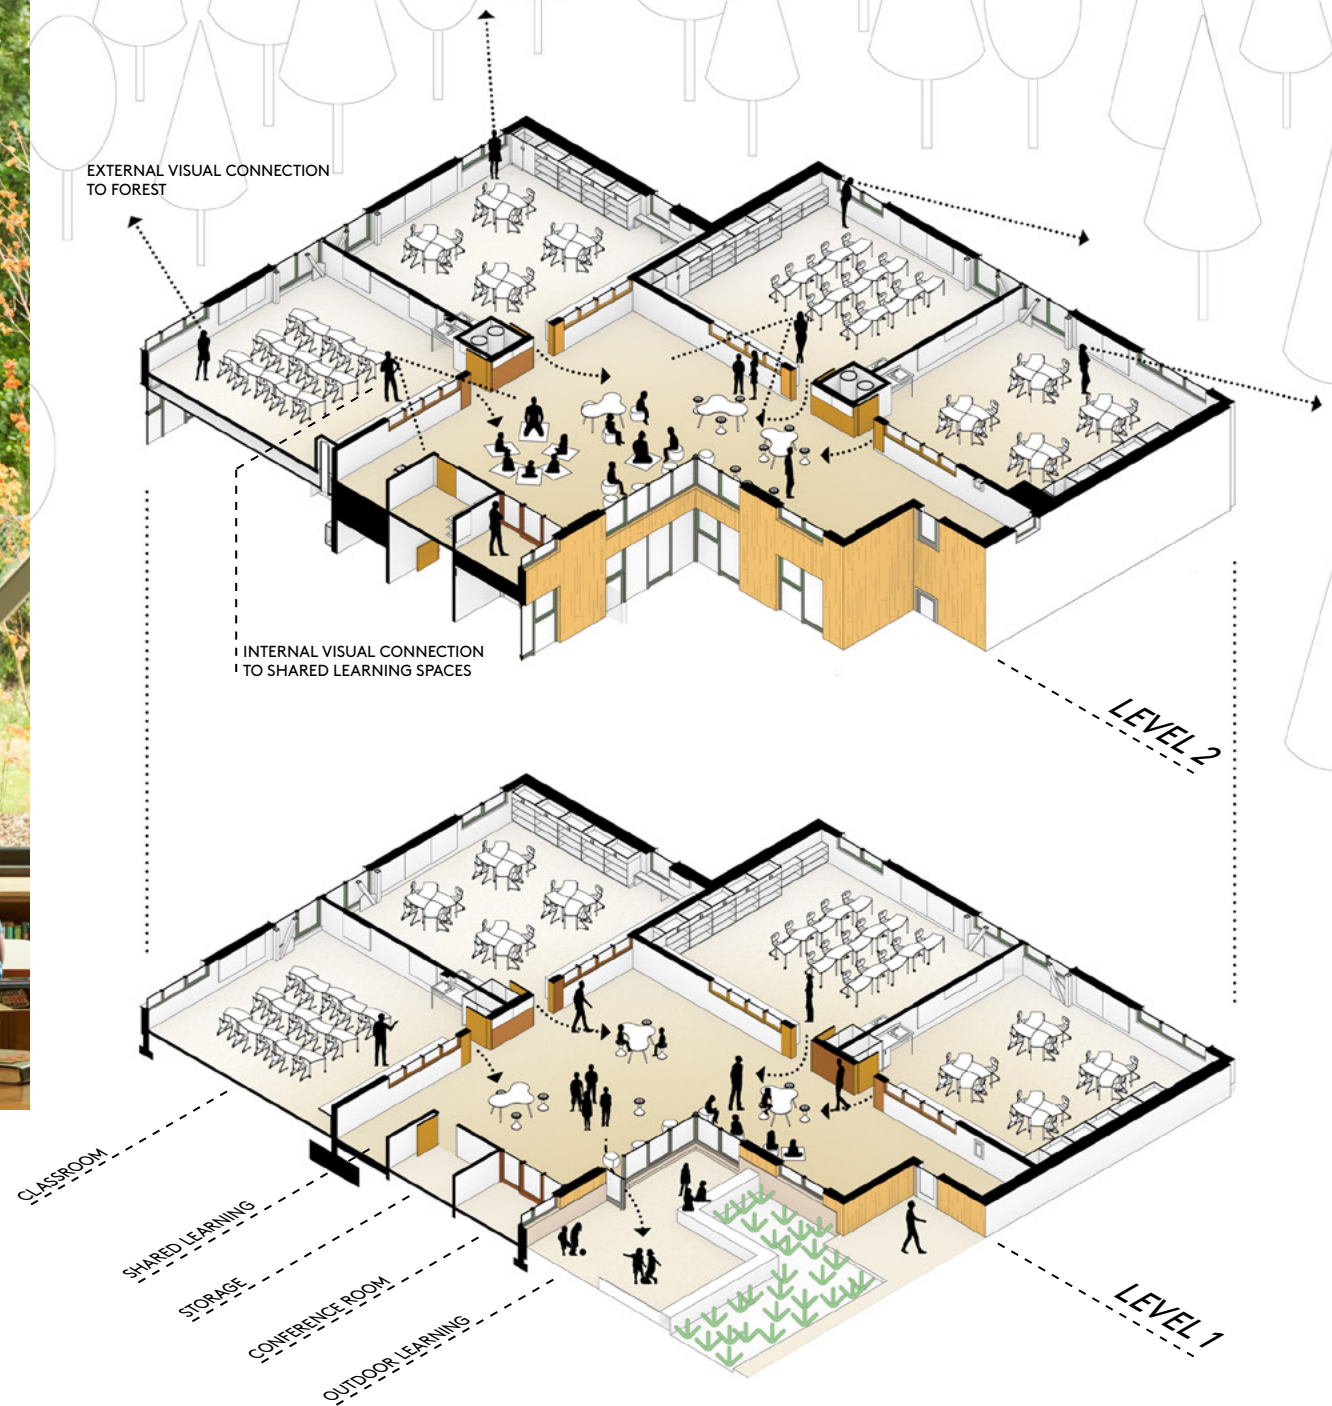 EXTERNAL VISUAL CONNECTION
TO FOREST
INTERNAL VISUAL CONNECTION
TO SHARED LEARNING SPACES
LEVEL 2
CLASSROOM
SHARED LEARNING
STORAGE
CONFERENCE ROOM
OUTDOOR LEARNING
LEVEL 1